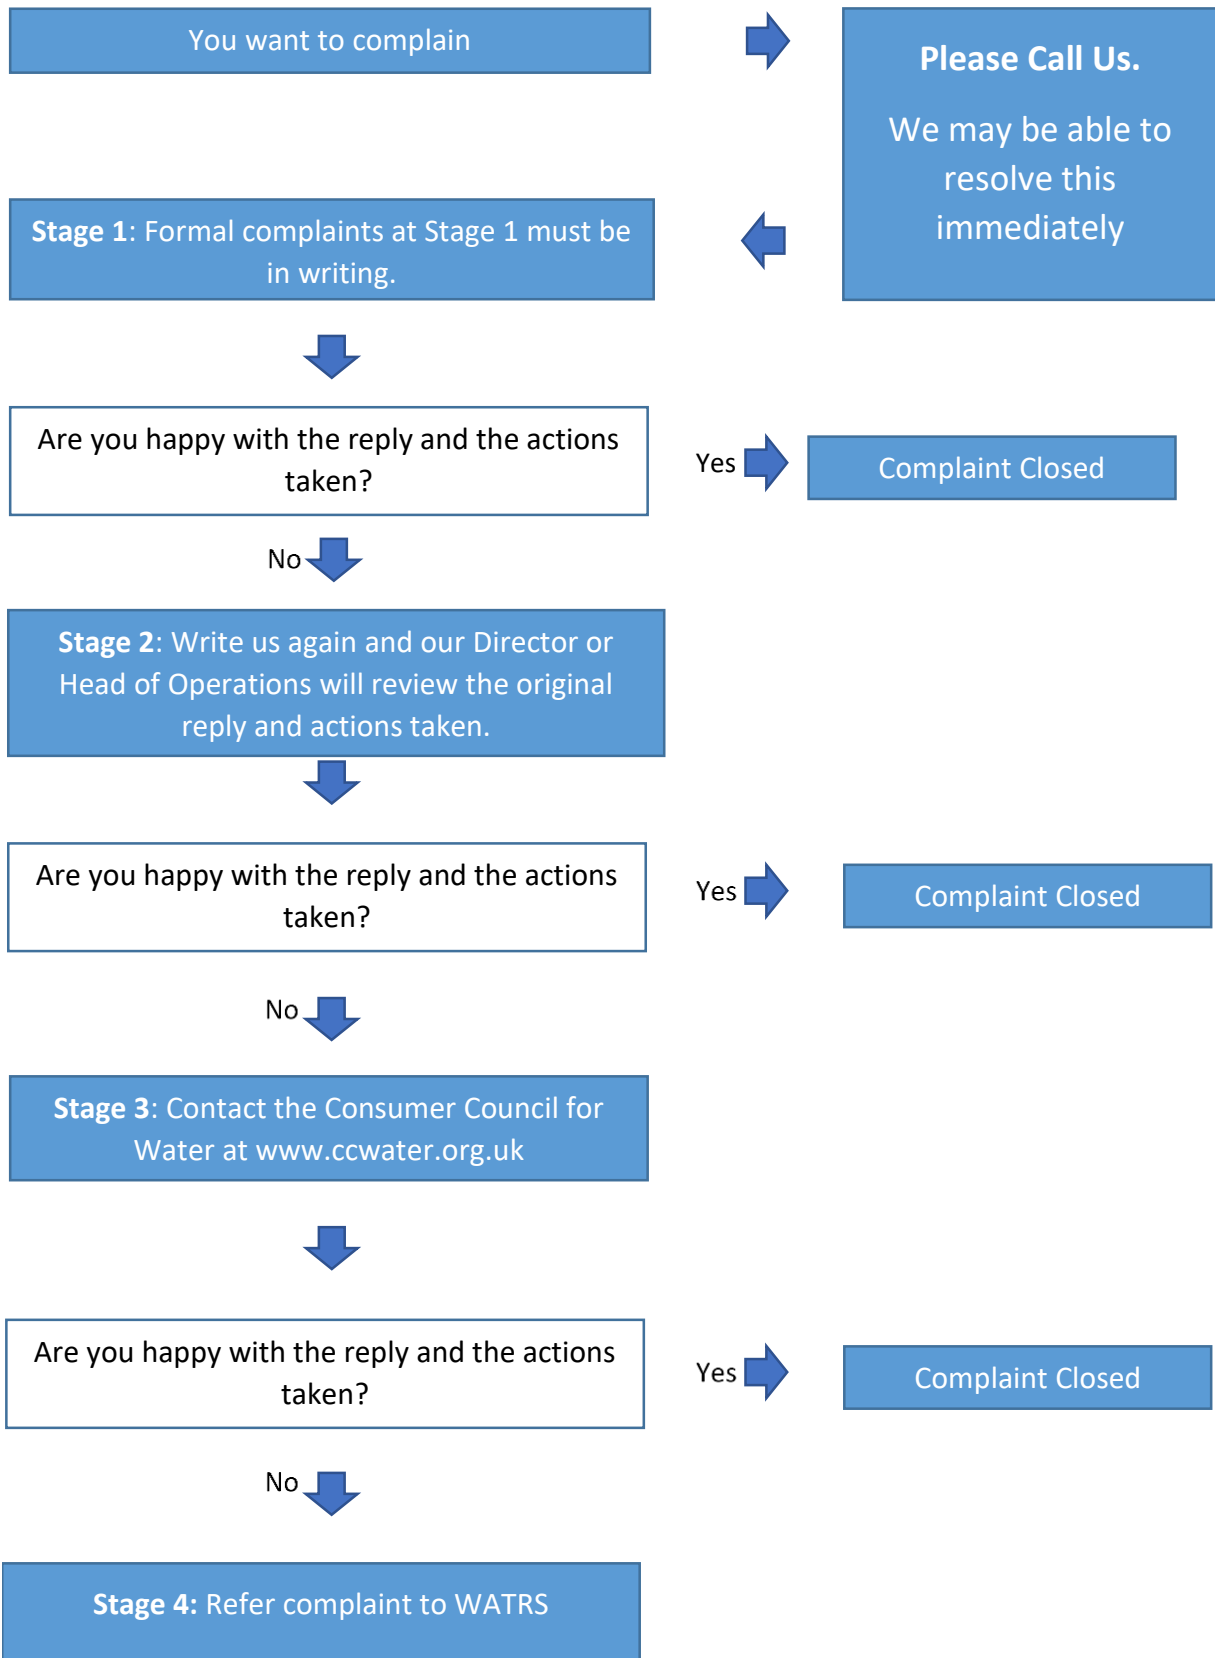 You want to complain
Please Call Us.
We may be able to
resolve this
immediately
Stage 1: Formal complaints at Stage 1 must be
in writing.
Are you happy with the reply and the actions
taken?
Yes
Complaint Closed
No
Stage 2: Write us again and our Director or
Head of Operations will review the original
reply and actions taken.
Are you happy with the reply and the actions
taken?
Yes
Complaint Closed
No
Stage 3: Contact the Consumer Council for
Water at www.ccwater.org.uk
Are you happy with the reply and the actions
taken?
Yes
Complaint Closed
No
Stage 4: Refer complaint to WATRS